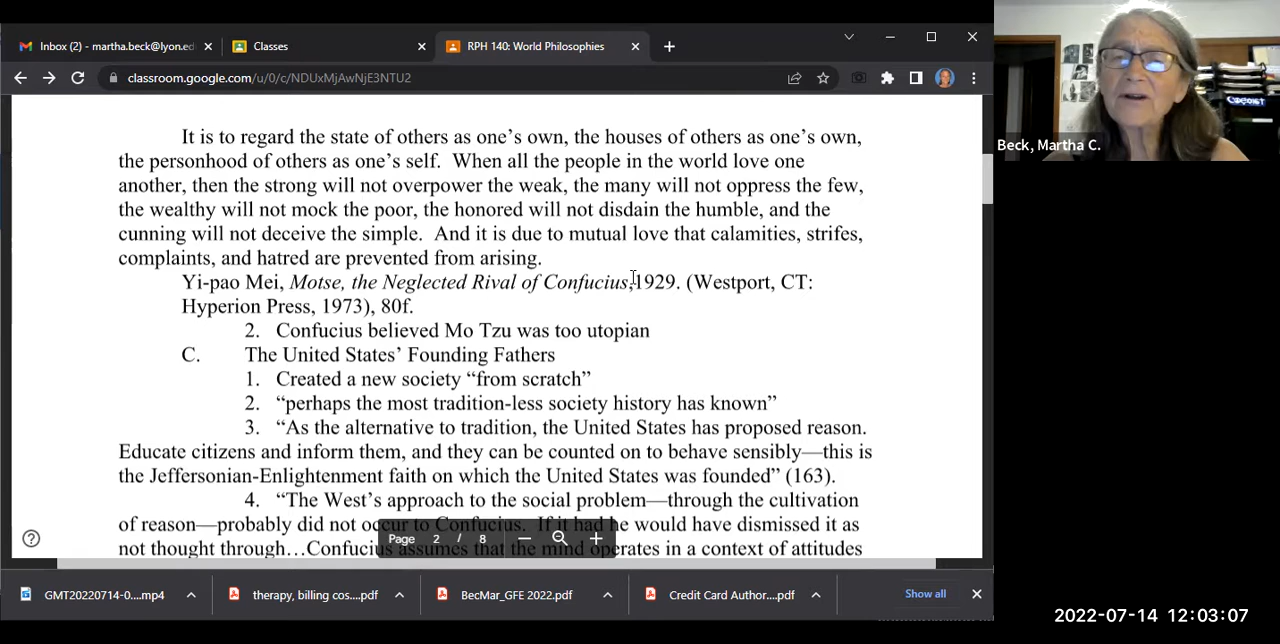 Inbox (2) - martha.beck@lyon.ed
Classes
RPH 140: World Philosophies
classroom.google.com/u/0/c/NDUxMjAwNjE3NTU2
It is to regard the state of others as one's own, the houses of others as one's own,
the personhood of others as one's self. When all the people in the world love one
another, then the strong will not overpower the weak, the many will not oppress the few,
the wealthy will not mock the poor, the honored will not disdain the humble, and the
cunning will not deceive the simple. And it is due to mutual love that calamities, strifes,
complaints, and hatred are prevented from arising.
Yi-pao Mei, Motse, the Neglected Rival of Confucius, 1929. (Westport, CT:
Hyperion Press, 1973), 80f.
2. Confucius believed Mo Tzu was too utopian
C. The United States' Founding Fathers
1. Created a new society “from scratch”
2. “perhaps the most tradition-less society history has known”
3. “As the alternative to tradition, the United States has proposed reason.
Educate citizens and inform them, and they can be counted on to behave sensibly—this is
the Jeffersonian-Enlightenment faith on which the United States was founded” (163).
4. “The West's approach to the social problem—through the cultivation
of reason—probably did not occur to Confucius. If it had he would have dismissed it as
not thought through…Confucius assumes that the mind operates in a context of attitudes
Page 2 / 8
GMT20220714-0....mp4
therapy, billing cos....pdf
BecMar_GFE 2022.pdf
Credit Card Author....pdf
Show all
Beck, Martha C.
2022-07-14 12:03:07